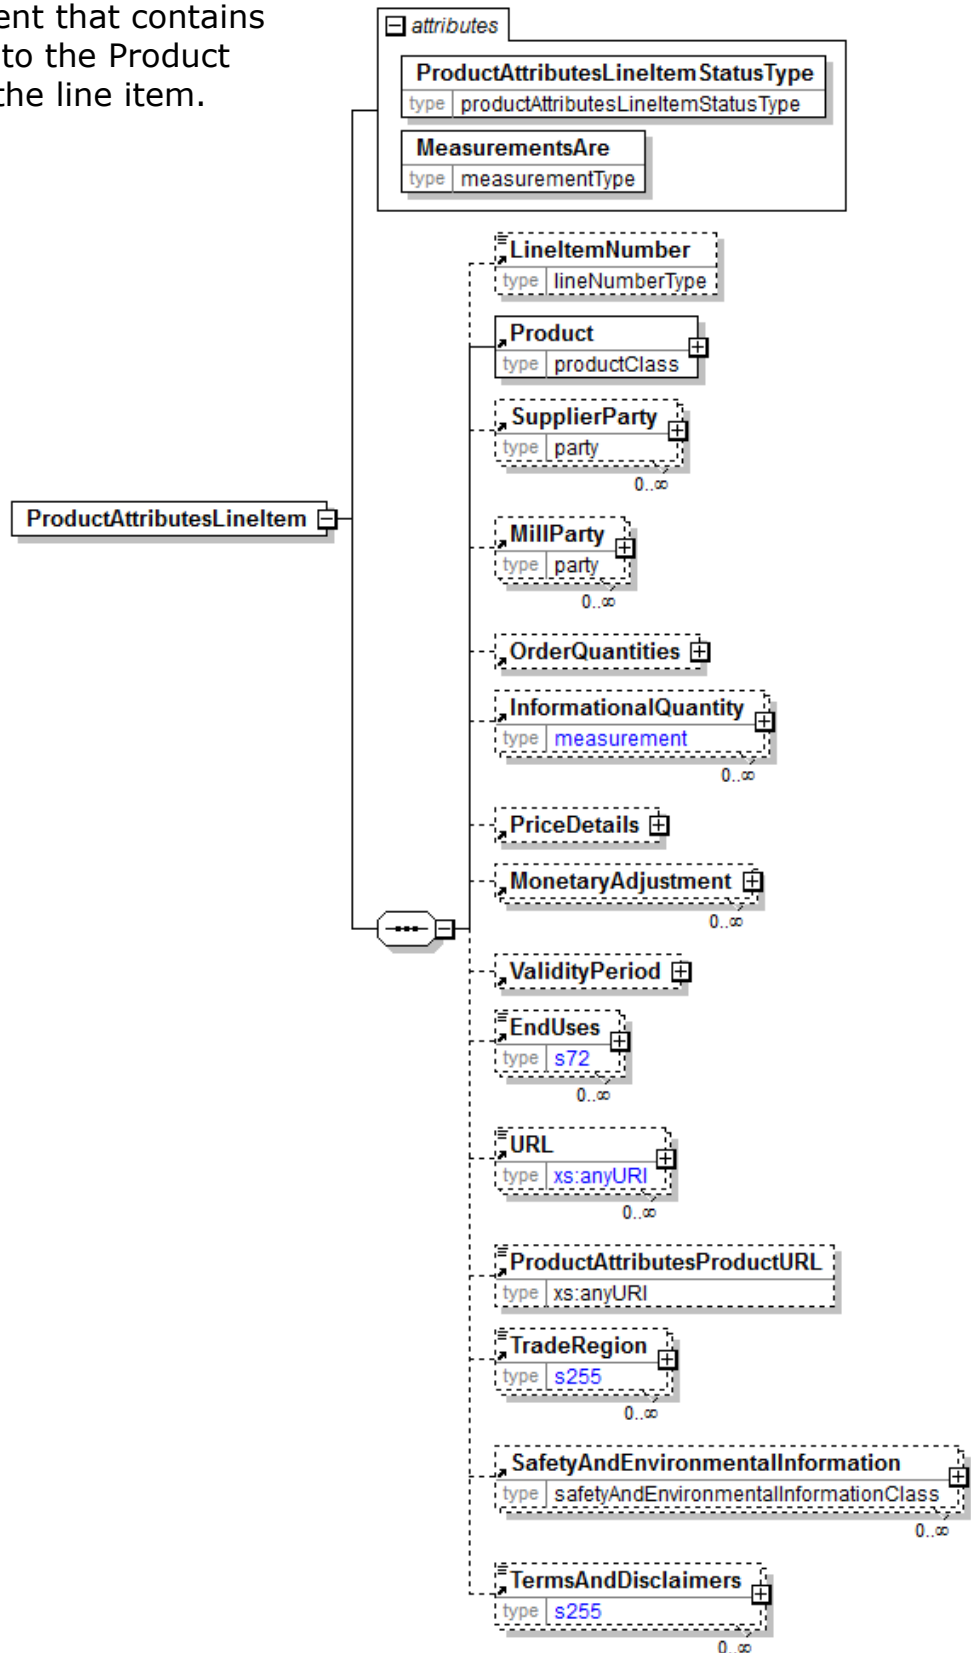 ent that contains
to the Product
the line item.
attributes
ProductAttributesLineItemStatusType
type productAttributesLineItemStatusType
MeasurementsAre
type measurementType
LineItemNumber
type lineNumberType
Product
type productClass
SupplierParty
type party
0..∞
ProductAttributesLineItem
MillParty
type party
0..∞
OrderQuantities
InformationalQuantity
type measurement
0..∞
PriceDetails
MonetaryAdjustment
0..∞
ValidityPeriod
EndUses
type s72
0..∞
URL
type xs:anyURI
0..∞
ProductAttributesProductURL
type xs:anyURI
TradeRegion
type s255
0..∞
SafetyAndEnvironmentalInformation
type safetyAndEnvironmentalInformationClass
0..∞
TermsAndDisclaimers
type s255
0..∞